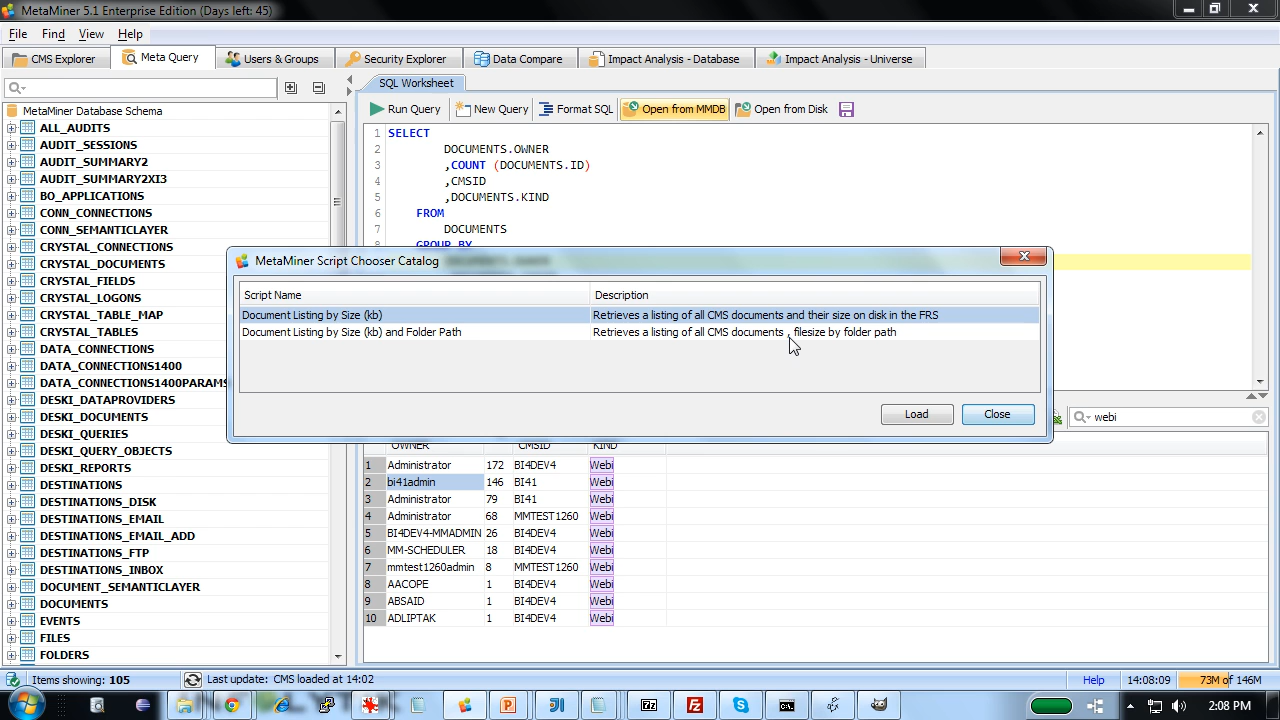 MetaMiner 5.1 Enterprise Edition (Days left: 45)
File Find View Help
CMS Explorer Meta Query Users & Groups Security Explorer Data Compare Impact Analysis - Database Impact Analysis - Universe
SQL Worksheet
Run Query New Query Format SQL Open from MMDB Open from Disk
MetaMiner Database Schema
ALL_AUDITS
AUDIT_SESSIONS
AUDIT_SUMMARY2
AUDIT_SUMMARY2XI3
BO_APPLICATIONS
CONN_CONNECTIONS
CONN_SEMANTICLAYER
CRYSTAL_CONNECTIONS
CRYSTAL_DOCUMENTS
CRYSTAL_FIELDS
CRYSTAL_LOGONS
CRYSTAL_TABLE_MAP
CRYSTAL_TABLES
DATA_CONNECTIONS
DATA_CONNECTIONS1400
DATA_CONNECTIONS1400PARAMS
DESKI_DATAPROVIDERS
DESKI_DOCUMENTS
DESKI_QUERIES
DESKI_QUERY_OBJECTS
DESKI_REPORTS
DESTINATIONS
DESTINATIONS_DISK
DESTINATIONS_EMAIL
DESTINATIONS_EMAIL_ADD
DESTINATIONS_FTP
DESTINATIONS_INBOX
DOCUMENT_SEMANTICLAYER
DOCUMENTS
EVENTS
FILES
FOLDERS
1 SELECT
2 DOCUMENTS.OWNER
3 ,COUNT (DOCUMENTS.ID)
4 ,CMSID
5 ,DOCUMENTS.KIND
6 FROM
7 DOCUMENTS
8 GROUP BY
MetaMiner Script Chooser Catalog
Script Name Description
Document Listing by Size (kb) Retrieves a listing of all CMS documents and their size on disk in the FRS
Document Listing by Size (kb) and Folder Path Retrieves a listing of all CMS documents , filesize by folder path
Load Close
webi
OWNER CMSID KIND
1 Administrator 172 BI4DEV4 Webi
2 bi41admin 146 BI41 Webi
3 Administrator 79 BI41 Webi
4 Administrator 68 MMTEST1260 Webi
5 BI4DEV4-MMADMIN 26 BI4DEV4 Webi
6 MM-SCHEDULER 18 BI4DEV4 Webi
7 mmtest1260admin 8 MMTEST1260 Webi
8 AACOPE 1 BI4DEV4 Webi
9 ABSAID 1 BI4DEV4 Webi
10 ADLIPTAK 1 BI4DEV4 Webi
Items showing: 105 Last update: CMS loaded at 14:02 Help 14:08:09 73M of 146M
2:08 PM